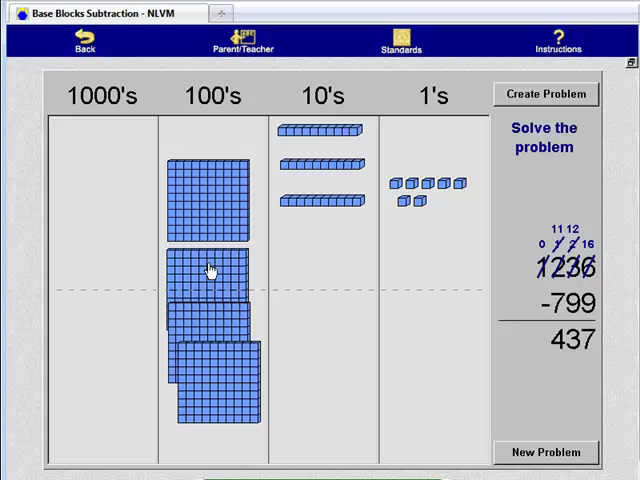 Base Blocks Subtraction - NLVM
Back
Parent/Teacher
Standards
Instructions
1000's
100's
10's
1's
Create Problem
Solve the
problem
11 12
0 1 2 16
1236
-799
437
New Problem